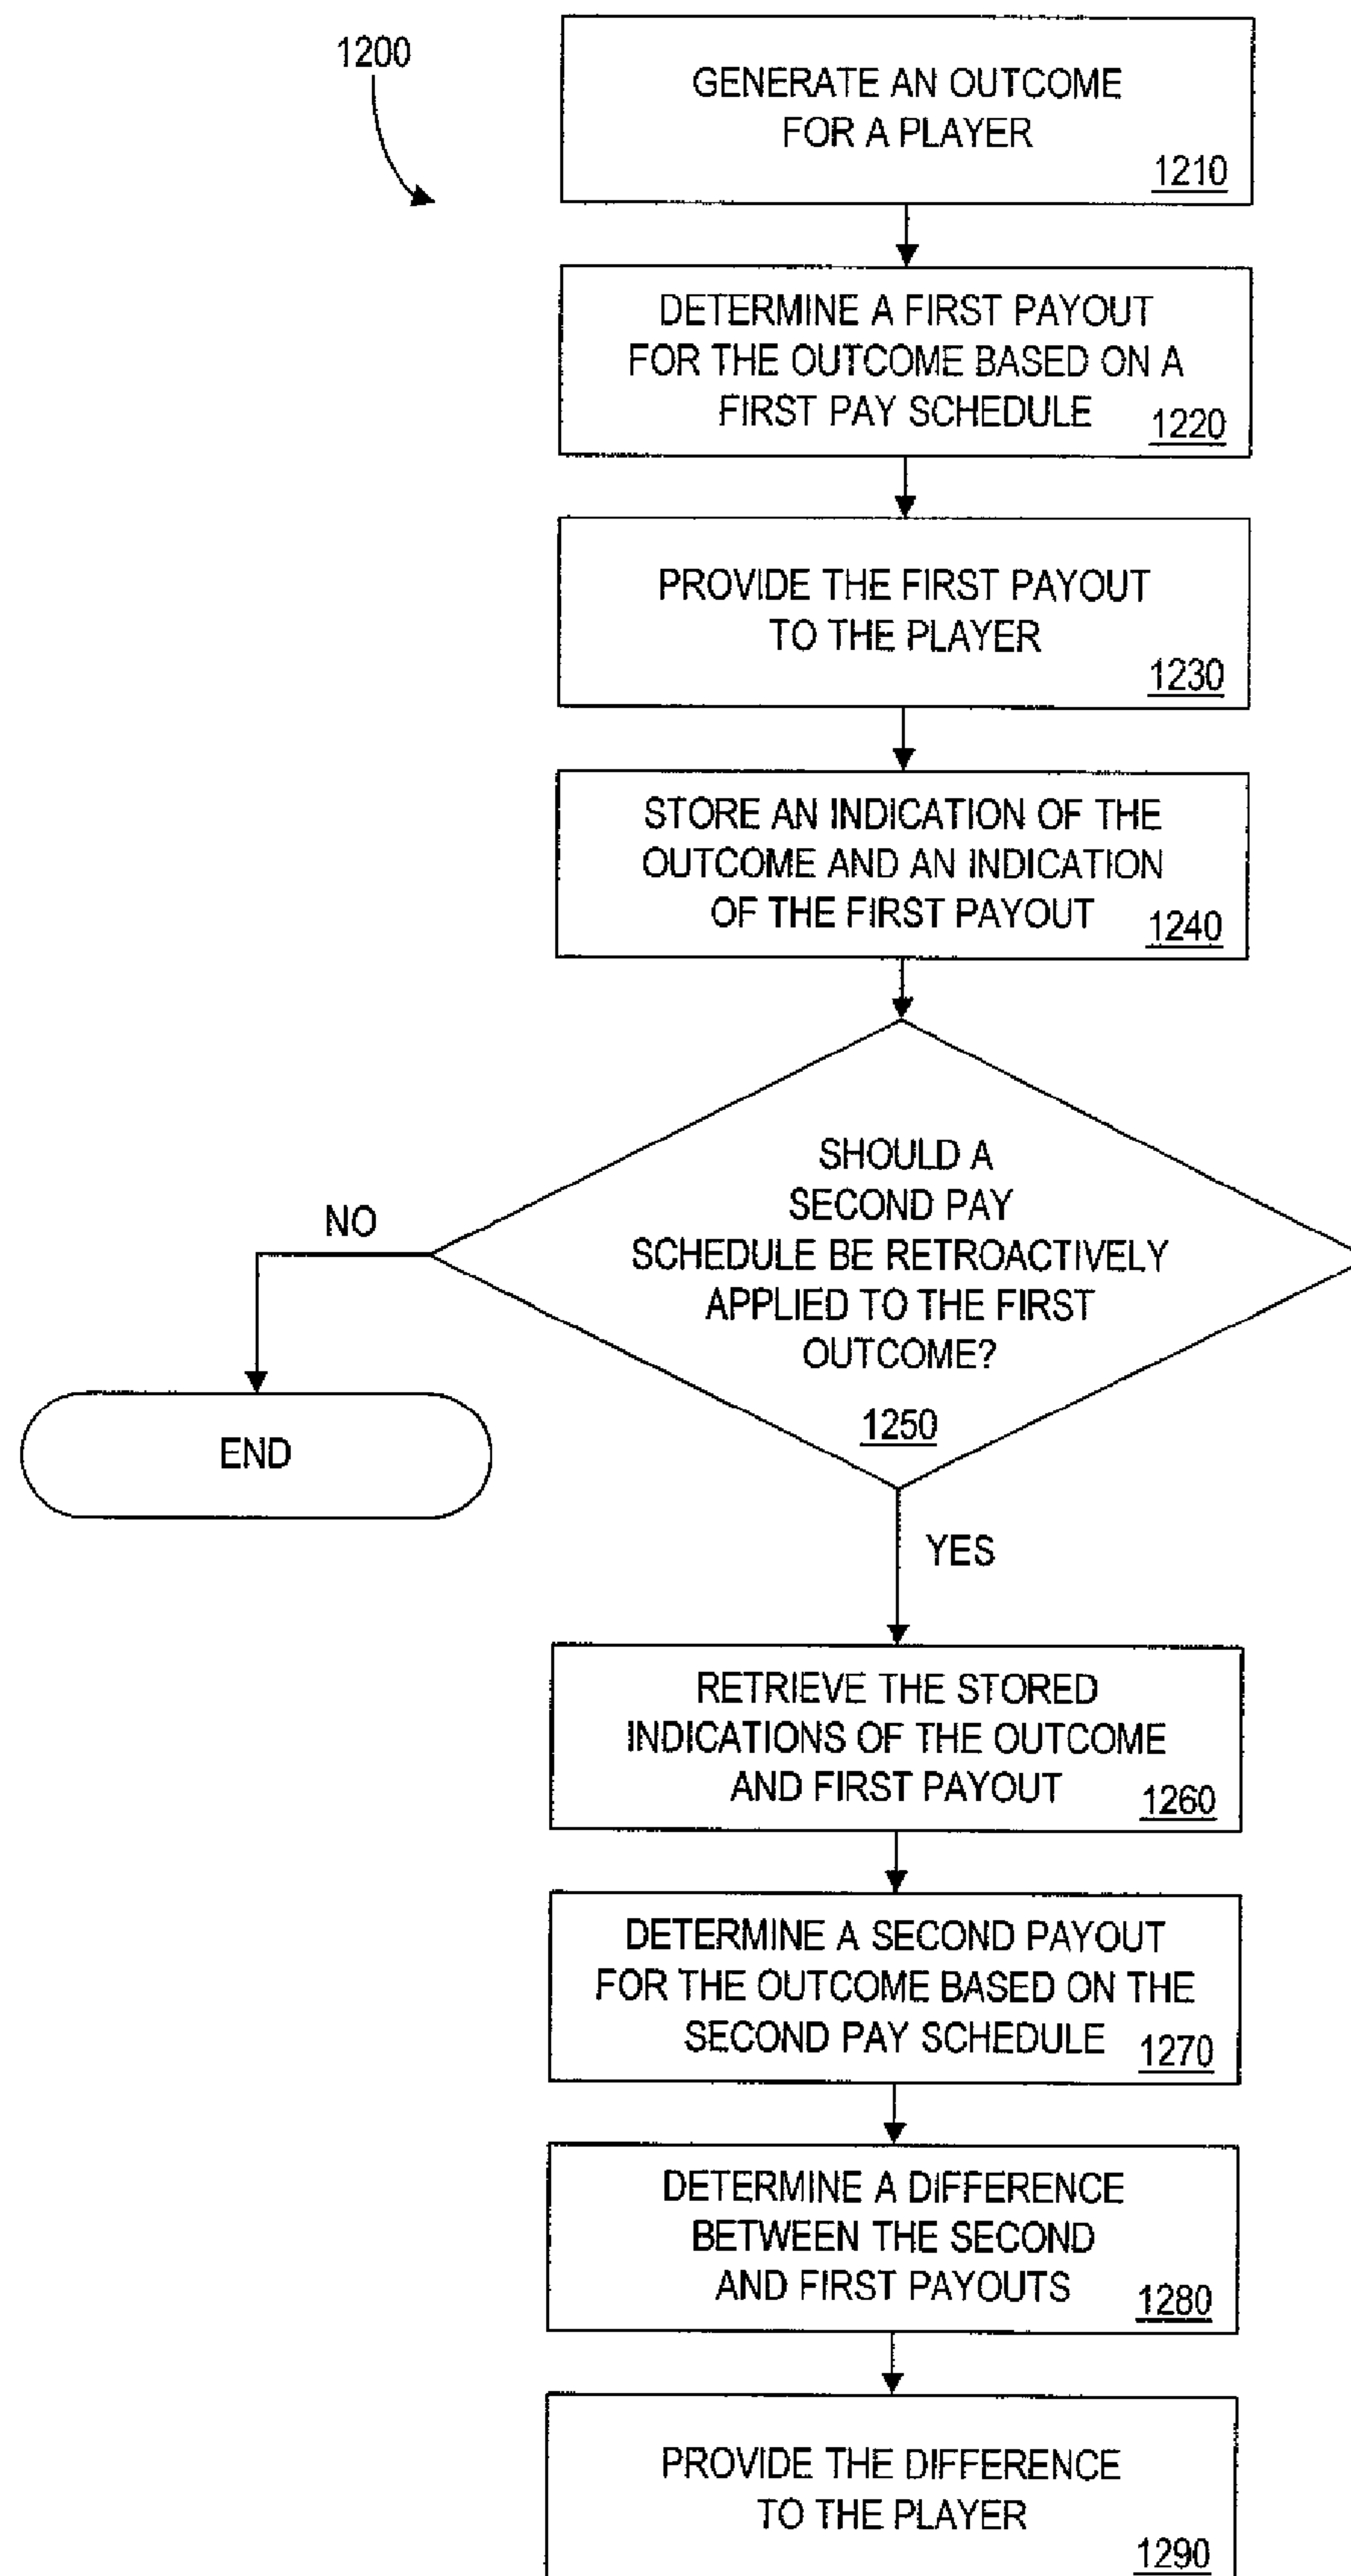 1200
GENERATE AN OUTCOME
FOR A PLAYER
1210
DETERMINE A FIRST PAYOUT
FOR THE OUTCOME BASED ON A
FIRST PAY SCHEDULE
1220
PROVIDE THE FIRST PAYOUT
TO THE PLAYER
1230
STORE AN INDICATION OF THE
OUTCOME AND AN INDICATION
OF THE FIRST PAYOUT
1240
SHOULD A
SECOND PAY
SCHEDULE BE RETROACTIVELY
APPLIED TO THE FIRST
OUTCOME?
1250
NO
END
YES
RETRIEVE THE STORED
INDICATIONS OF THE OUTCOME
AND FIRST PAYOUT
1260
DETERMINE A SECOND PAYOUT
FOR THE OUTCOME BASED ON THE
SECOND PAY SCHEDULE
1270
DETERMINE A DIFFERENCE
BETWEEN THE SECOND
AND FIRST PAYOUTS
1280
PROVIDE THE DIFFERENCE
TO THE PLAYER
1290